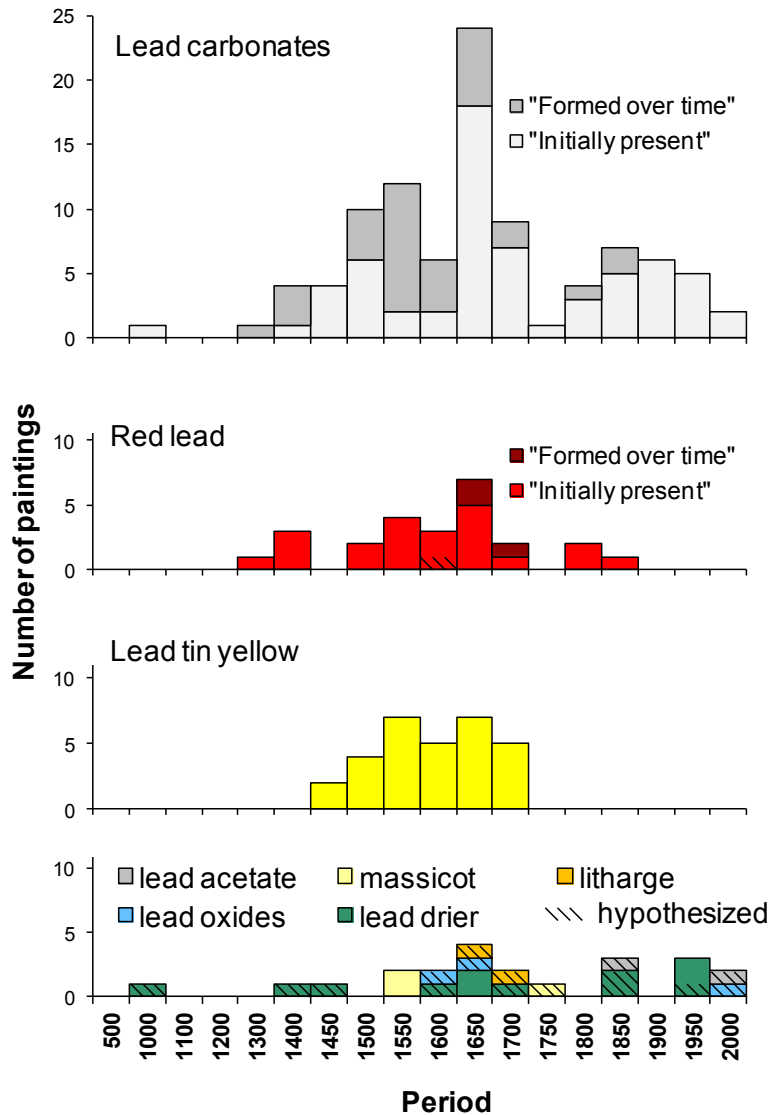 25
20
15
10
5
0
Lead carbonates
"Formed over time"
"Initially present"
Number of paintings
10
5
0
Red lead
"Formed over time"
"Initially present"
10
5
0
Lead tin yellow
10
5
0
lead acetate massicot litharge
lead oxides lead drier hypothesized
500 1000 1100 1200 1300 1400 1450 1500 1550 1600 1650 1700 1750 1800 1850 1900 1950 2000
Period